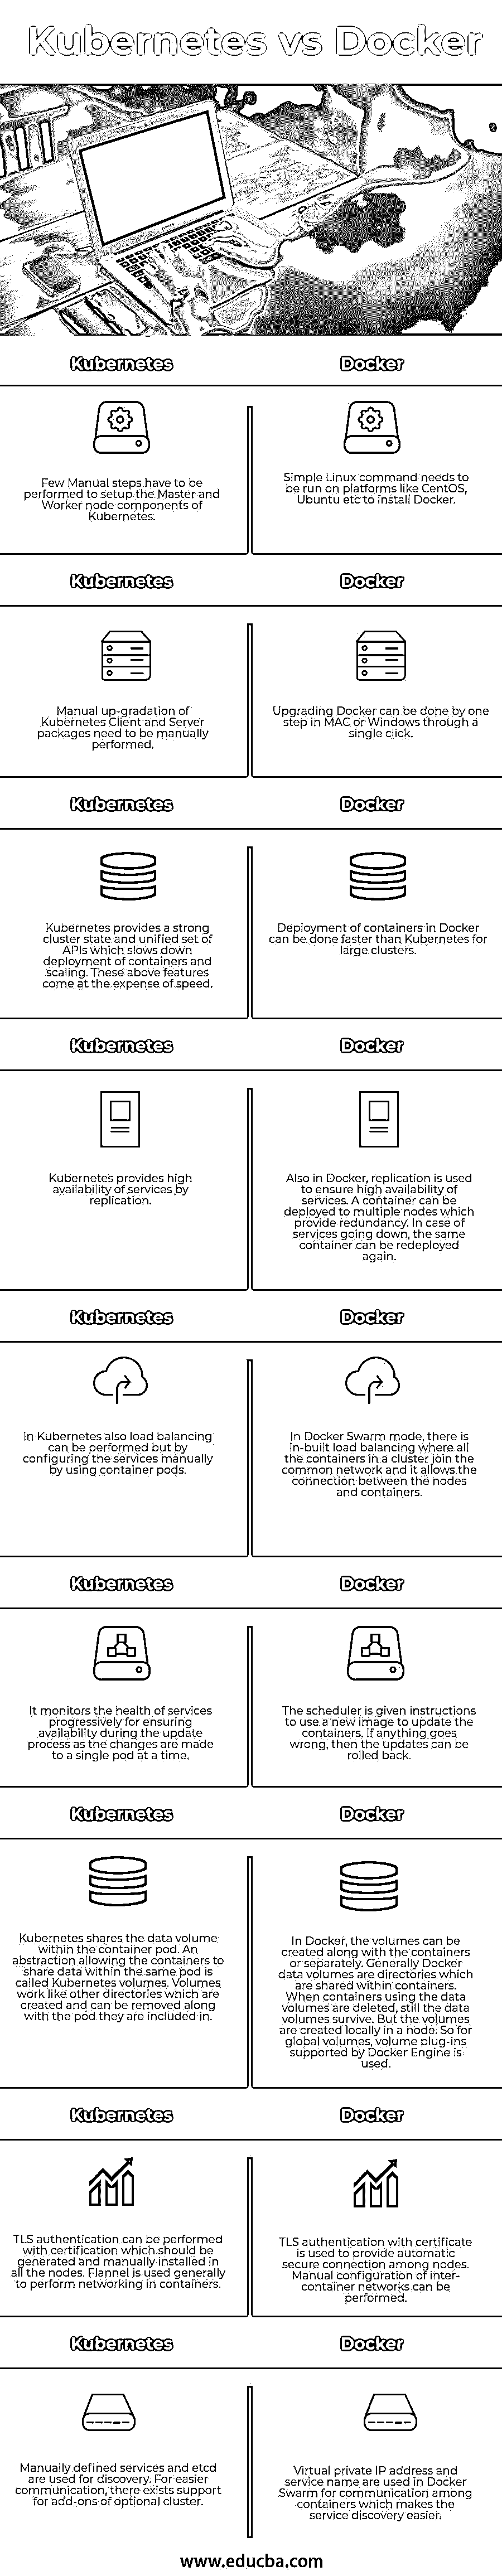 Kubernetes vs Docker
Kubernetes
Docker
Few Manual steps have to be
performed to setup the Master and
Worker node components of
Kubernetes.
Simple Linux command needs to
be run on platforms like CentOS,
Ubuntu etc to install Docker.
Kubernetes
Docker
Manual up-gradation of
Kubernetes Client and Server
packages need to be manually
performed.
Upgrading Docker can be done by one
step in MAC or Windows through a
single click.
Kubernetes
Docker
Kubernetes provides a strong
cluster state and unified set of
APIs which slows down
deployment of containers and
scaling. These above features
come at the expense of speed.
Deployment of containers in Docker
can be done faster than Kubernetes for
large clusters.
Kubernetes
Docker
Kubernetes provides high
availability of services by
replication.
Also in Docker, replication is used
to ensure high availability of
services. A container can be
deployed to multiple nodes which
provide redundancy. In case of
services going down, the same
container can be redeployed
again.
Kubernetes
Docker
In Kubernetes also load balancing
can be performed but by
configuring the services manually
by using container pods.
In Docker Swarm mode, there is
in-built load balancing where all
the containers in a cluster join the
common network and it allows the
connection between the nodes
and containers.
Kubernetes
Docker
It monitors the health of services
progressively for ensuring
availability during the update
process as the changes are made
to a single pod at a time.
The scheduler is given instructions
to use a new image to update the
containers. If anything goes
wrong, then the updates can be
rolled back.
Kubernetes
Docker
Kubernetes shares the data volume
within the container pod. An
abstraction allowing the containers to
share data within the same pod is
called Kubernetes volumes. Volumes
work like other directories which are
created and can be removed along
with the pod they are included in.
In Docker, the volumes can be
created along with the containers
or separately. Generally Docker
data volumes are directories which
are shared within containers.
When containers using the data
volumes are deleted, still the data
volumes survive. But the volumes
are created locally in a node. So for
global volumes, volume plug-ins
supported by Docker Engine is
used.
Kubernetes
Docker
TLS authentication can be performed
with certification which should be
generated and manually installed in
all the nodes. Flannel is used generally
to perform networking in containers.
TLS authentication with certificate
is used to provide automatic
secure connection among nodes.
Manual configuration of inter-
container networks can be
performed.
Kubernetes
Docker
Manually defined services and etcd
are used for discovery. For easier
communication, there exists support
for add-ons of optional cluster.
Virtual private IP address and
service name are used in Docker
Swarm for communication among
containers which makes the
service discovery easier.
www.educba.com